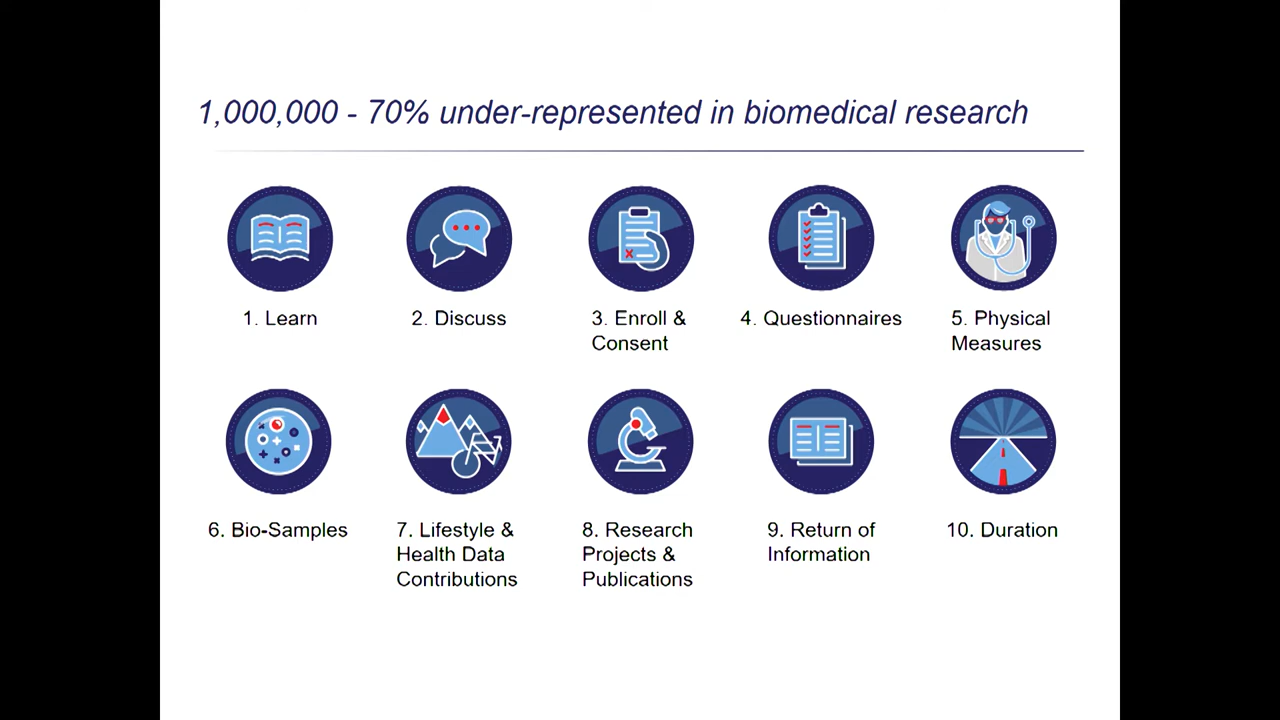 1,000,000 - 70% under-represented in biomedical research
1. Learn
2. Discuss
3. Enroll &
Consent
4. Questionnaires
5. Physical
Measures
6. Bio-Samples
7. Lifestyle &
Health Data
Contributions
8. Research
Projects &
Publications
9. Return of
Information
10. Duration